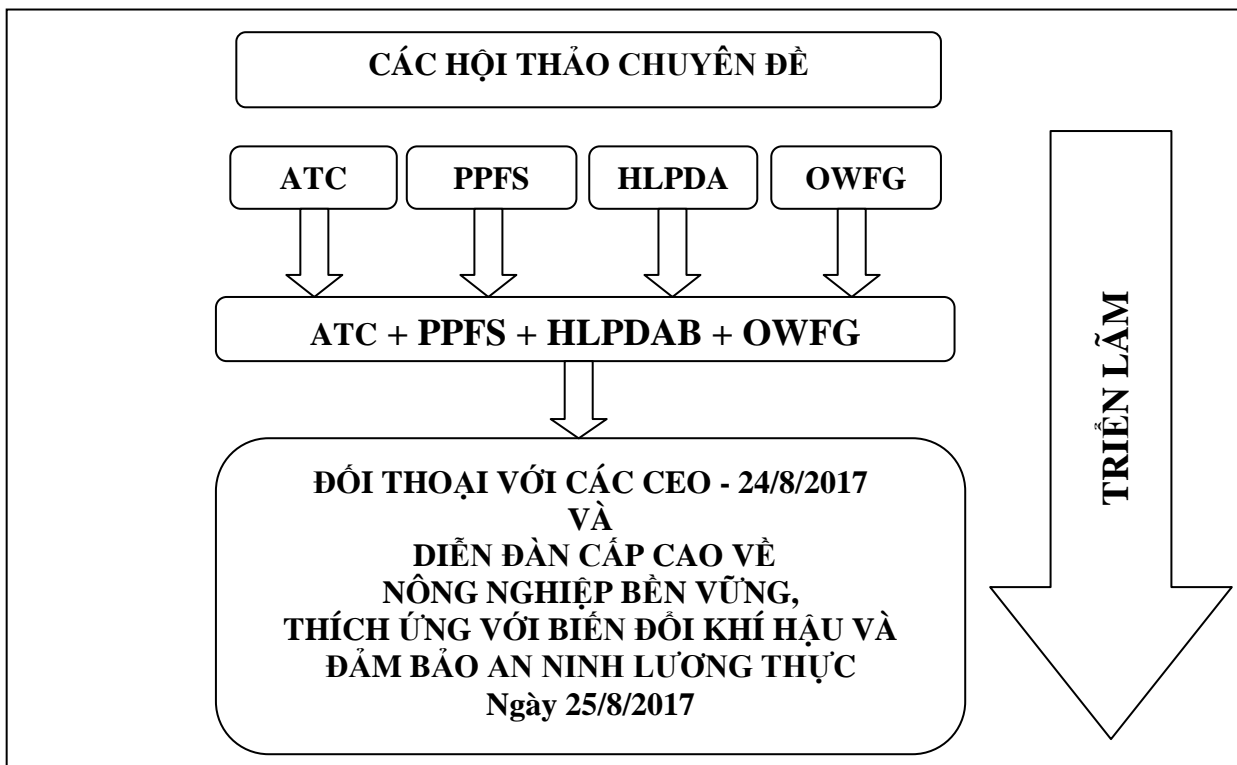 CÁC HỘI THẢO CHUYÊN ĐỀ
ATC
PPFS
HLPDA
OWFG
ATC + PPFS + HLPDAB + OWFG
ĐỐI THOẠI VỚI CÁC CEO - 24/8/2017
VÀ
DIỄN ĐÀN CẤP CAO VỀ
NÔNG NGHIỆP BỀN VỮNG,
THÍCH ỨNG VỚI BIẾN ĐỔI KHÍ HẬU VÀ
ĐẢM BẢO AN NINH LƯƠNG THỰC
Ngày 25/8/2017
TRIỂN LÃM